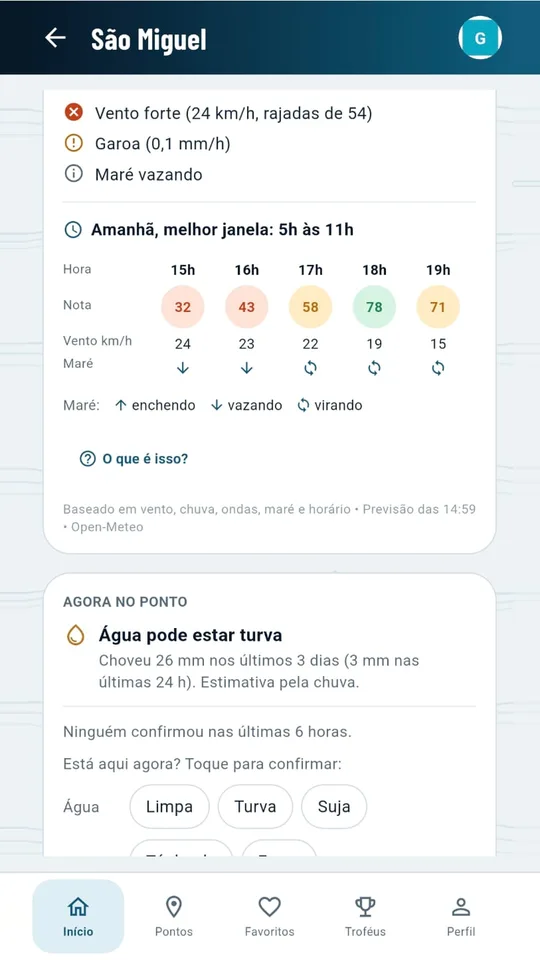 São Miguel
G
Vento forte (24 km/h, rajadas de 54)
Garoa (0,1 mm/h)
Maré vazando
Amanhã, melhor janela: 5h às 11h
Hora 15h 16h 17h 18h 19h
Nota 32 43 58 78 71
Vento km/h 24 23 22 19 15
Maré
Maré: enchendo vazando virando
O que é isso?
Baseado em vento, chuva, ondas, maré e horário • Previsão das 14:59
• Open-Meteo
AGORA NO PONTO
Água pode estar turva
Choveu 26 mm nos últimos 3 dias (3 mm nas
últimas 24 h). Estimativa pela chuva.
Ninguém confirmou nas últimas 6 horas.
Está aqui agora? Toque para confirmar:
Água Limpa Turva Suja
Início Pontos Favoritos Troféus Perfil